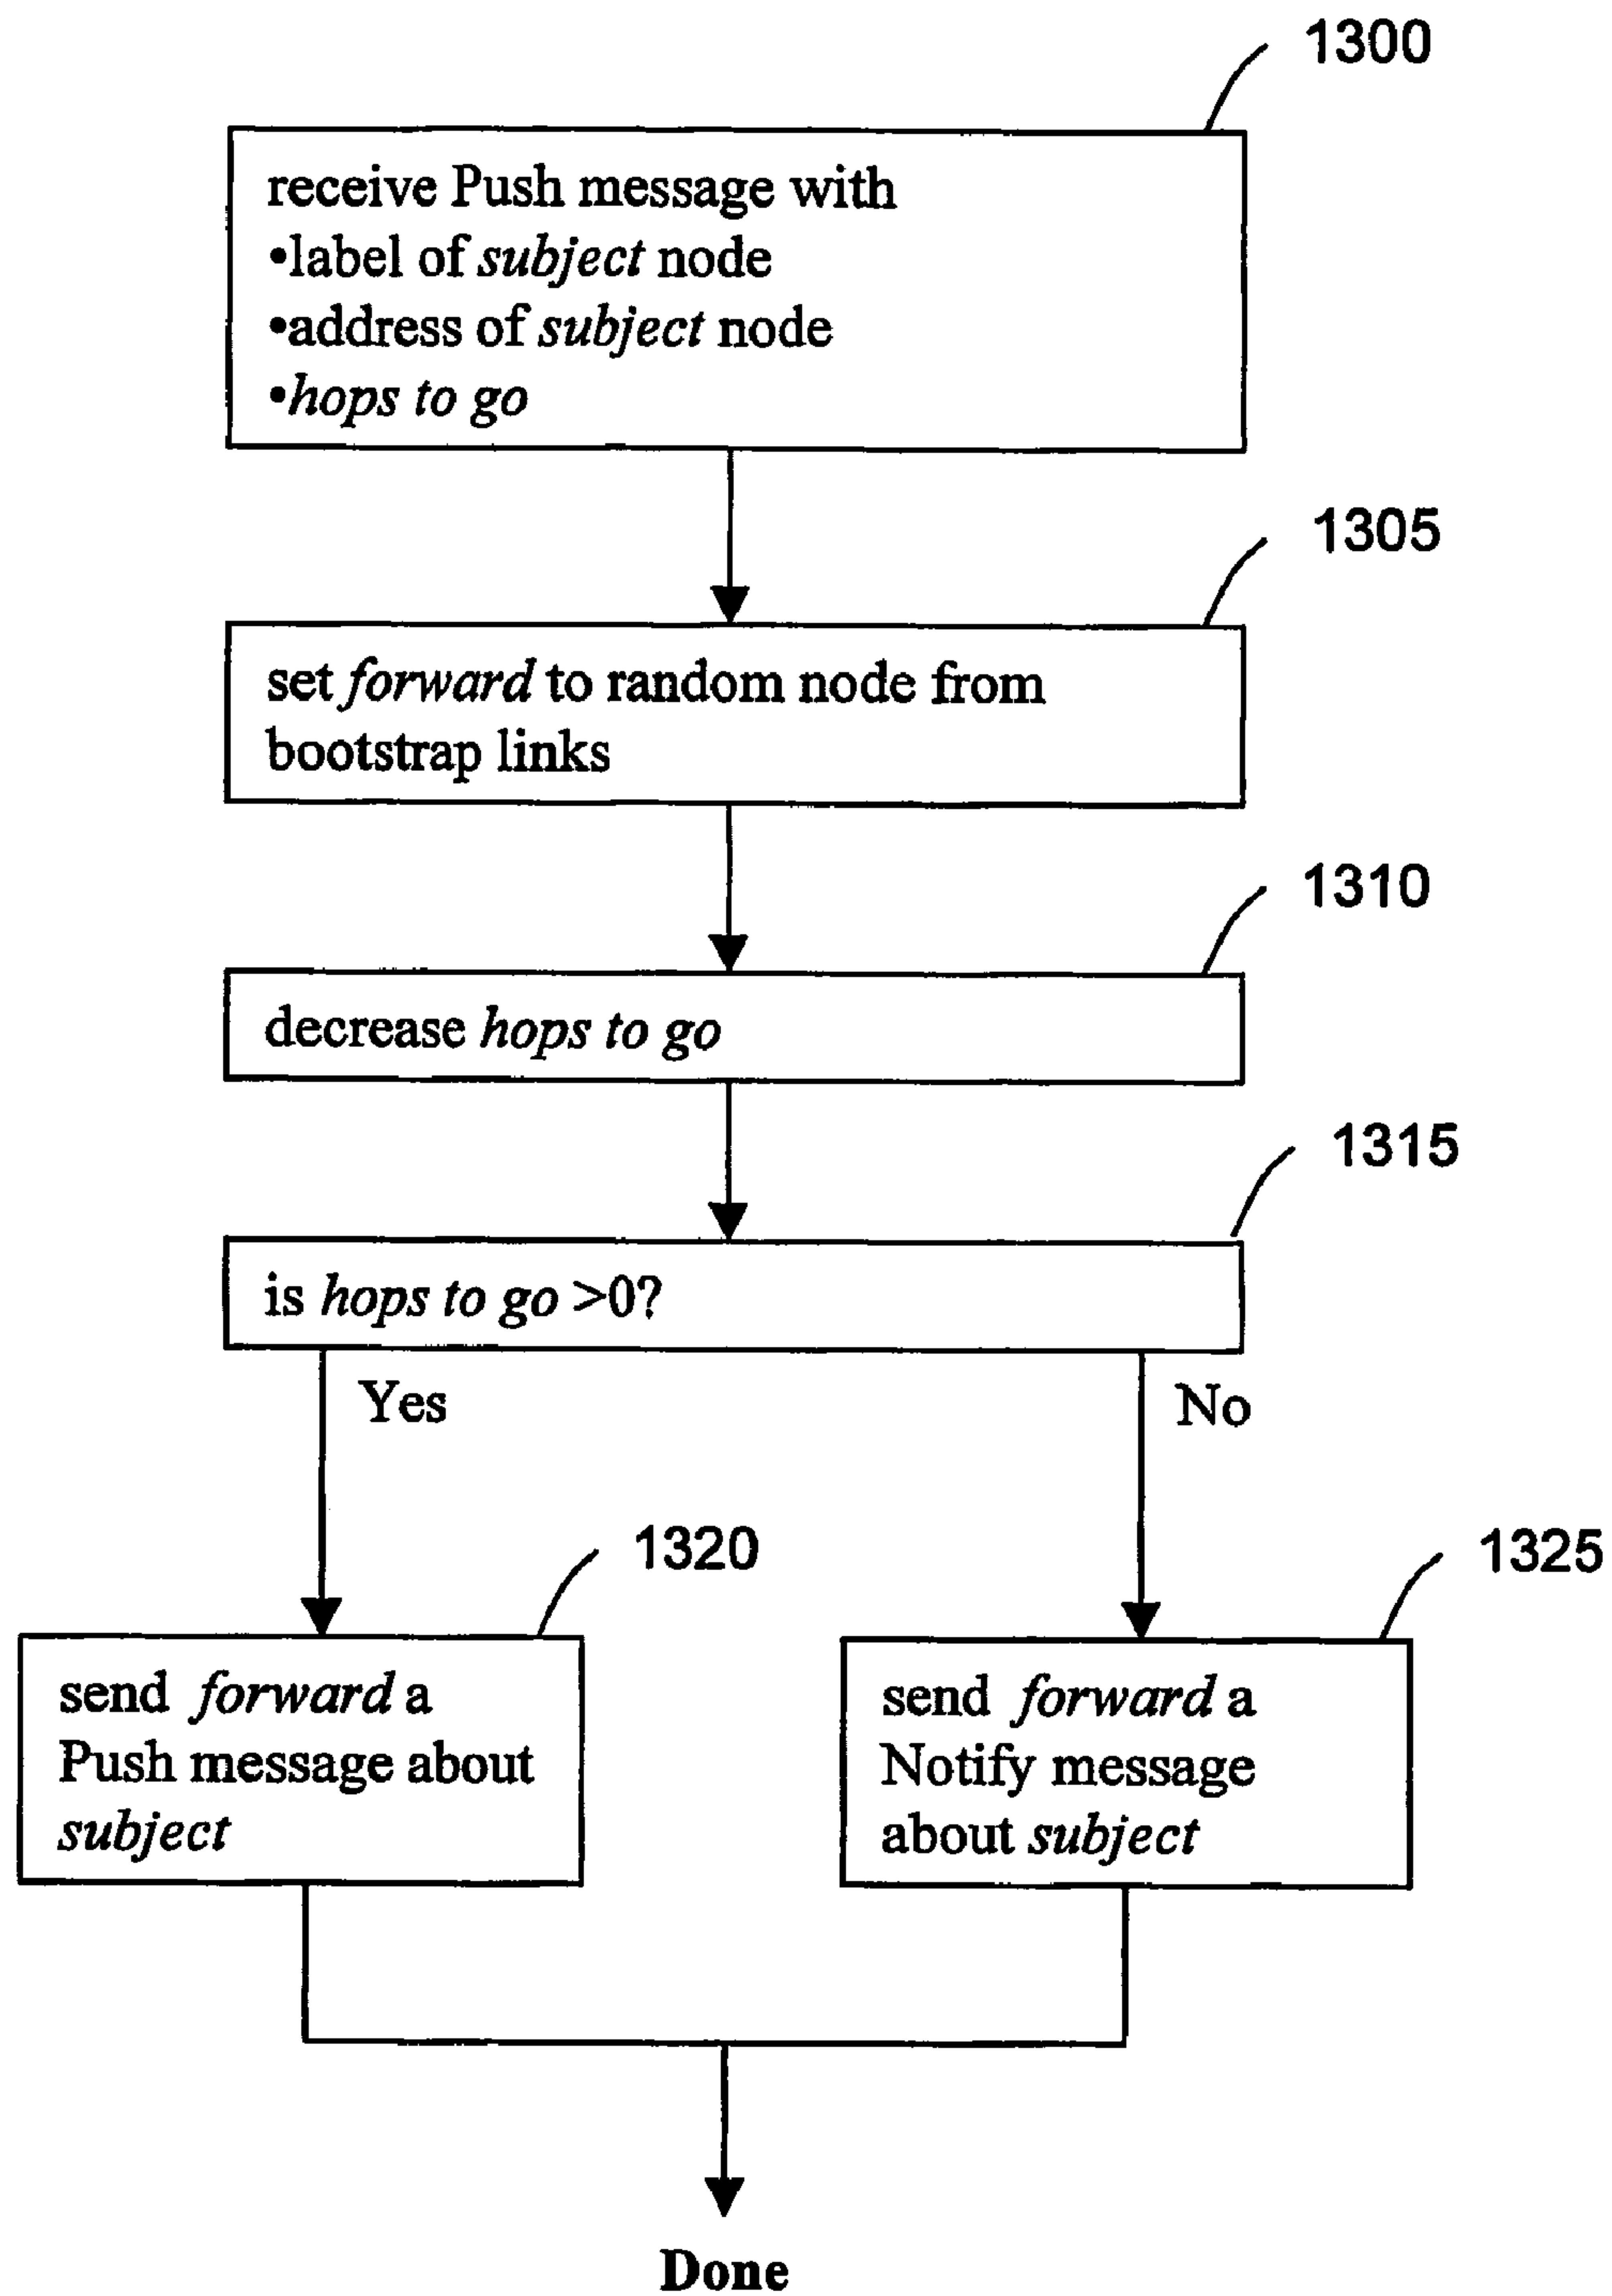 1300
receive Push message with
•label of subject node
•address of subject node
•hops to go
1305
set forward to random node from
bootstrap links
1310
decrease hops to go
1315
is hops to go >0?
Yes
No
1320
send forward a
Push message about
subject
1325
send forward a
Notify message
about subject
Done